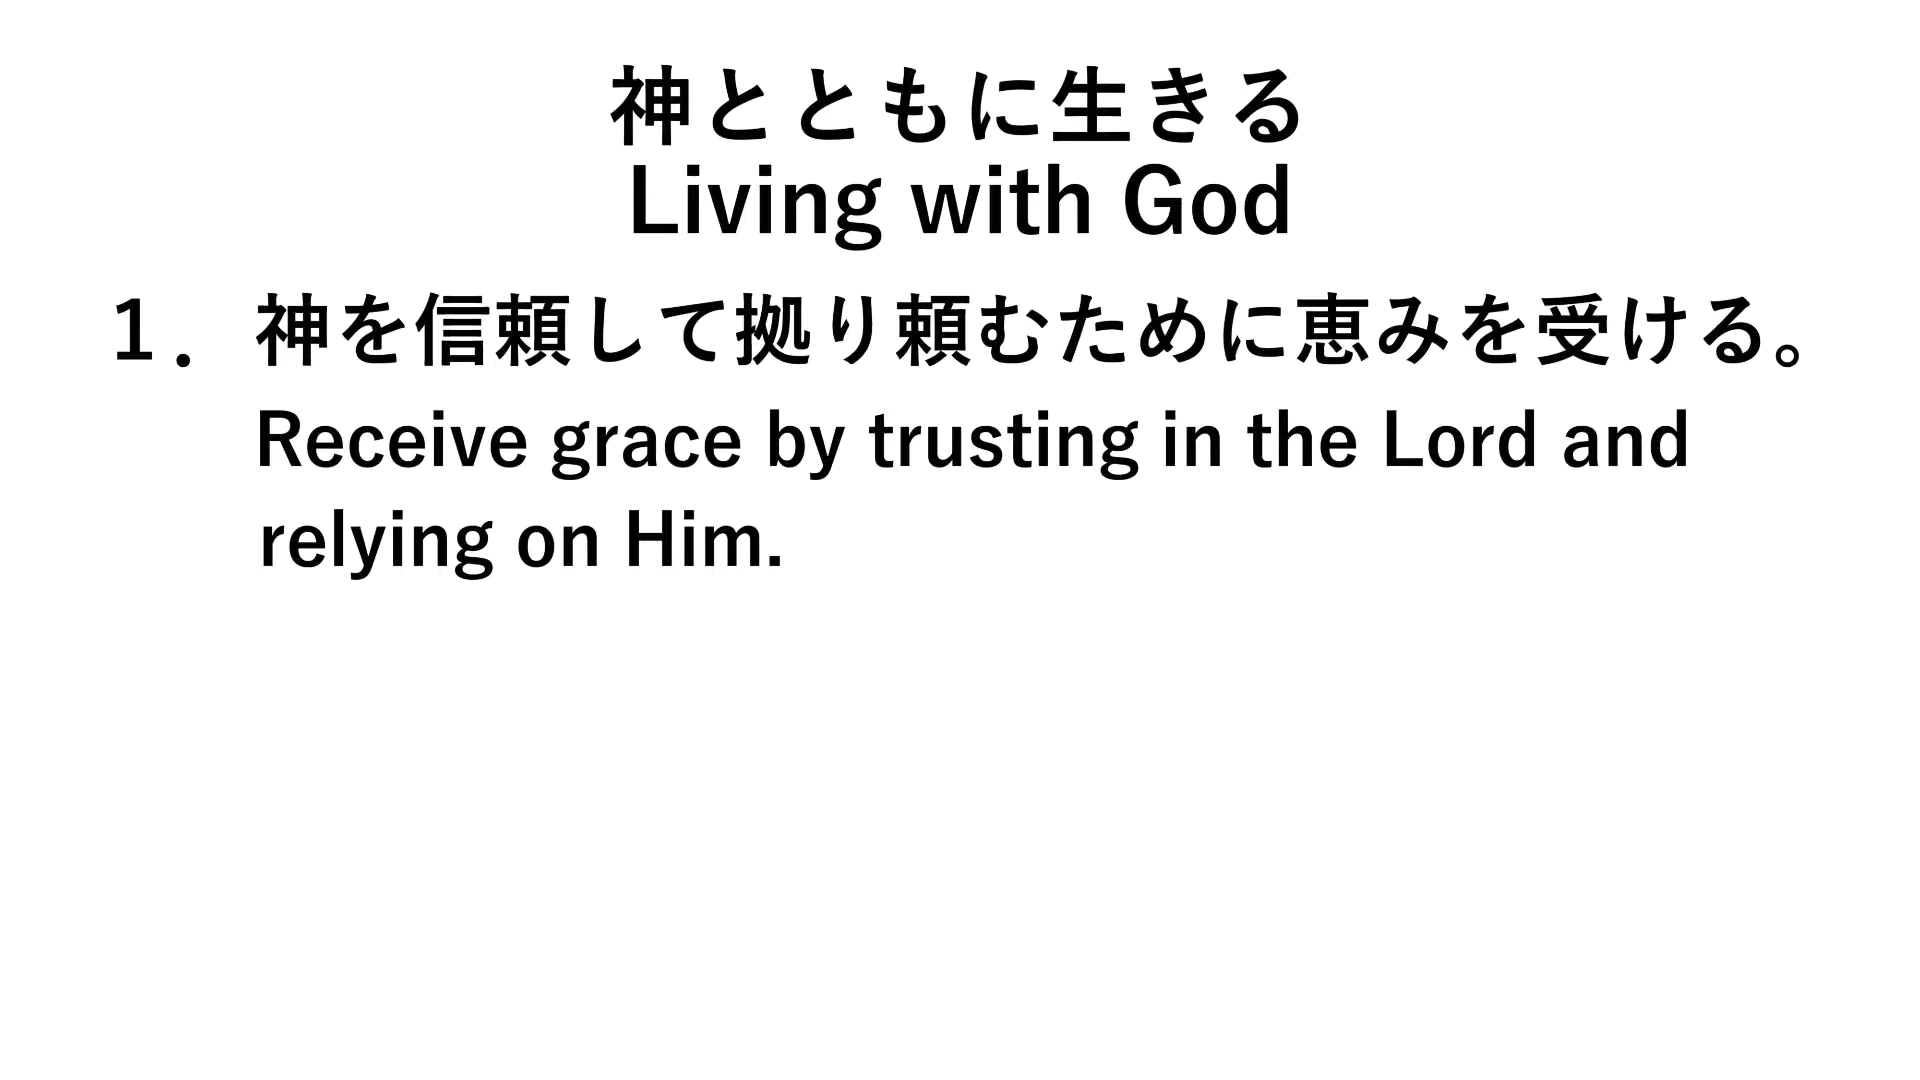 神とともに生きる
Living with God
１． 神を信頼して拠り頼むために恵みを受ける。
Receive grace by trusting in the Lord and
relying on Him.